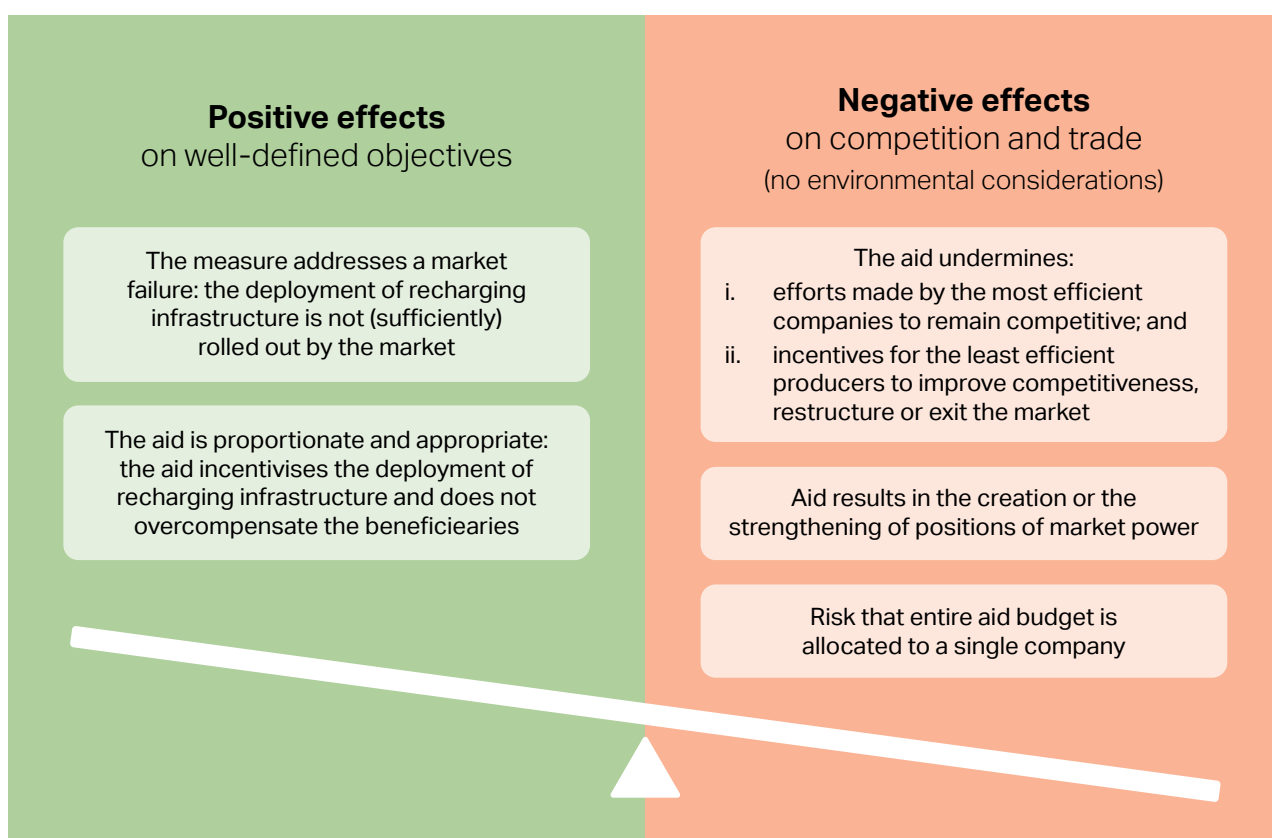 Positive effects
on well-defined objectives
The measure addresses a market
failure: the deployment of recharging
infrastructure is not (sufficiently)
rolled out by the market
The aid is proportionate and appropriate:
the aid incentivises the deployment of
recharging infrastructure and does not
overcompensate the beneficiearies
Negative effects
on competition and trade
(no environmental considerations)
The aid undermines:
i. efforts made by the most efficient
companies to remain competitive; and
ii. incentives for the least efficient
producers to improve competitiveness,
restructure or exit the market
Aid results in the creation or the
strengthening of positions of market power
Risk that entire aid budget is
allocated to a single company